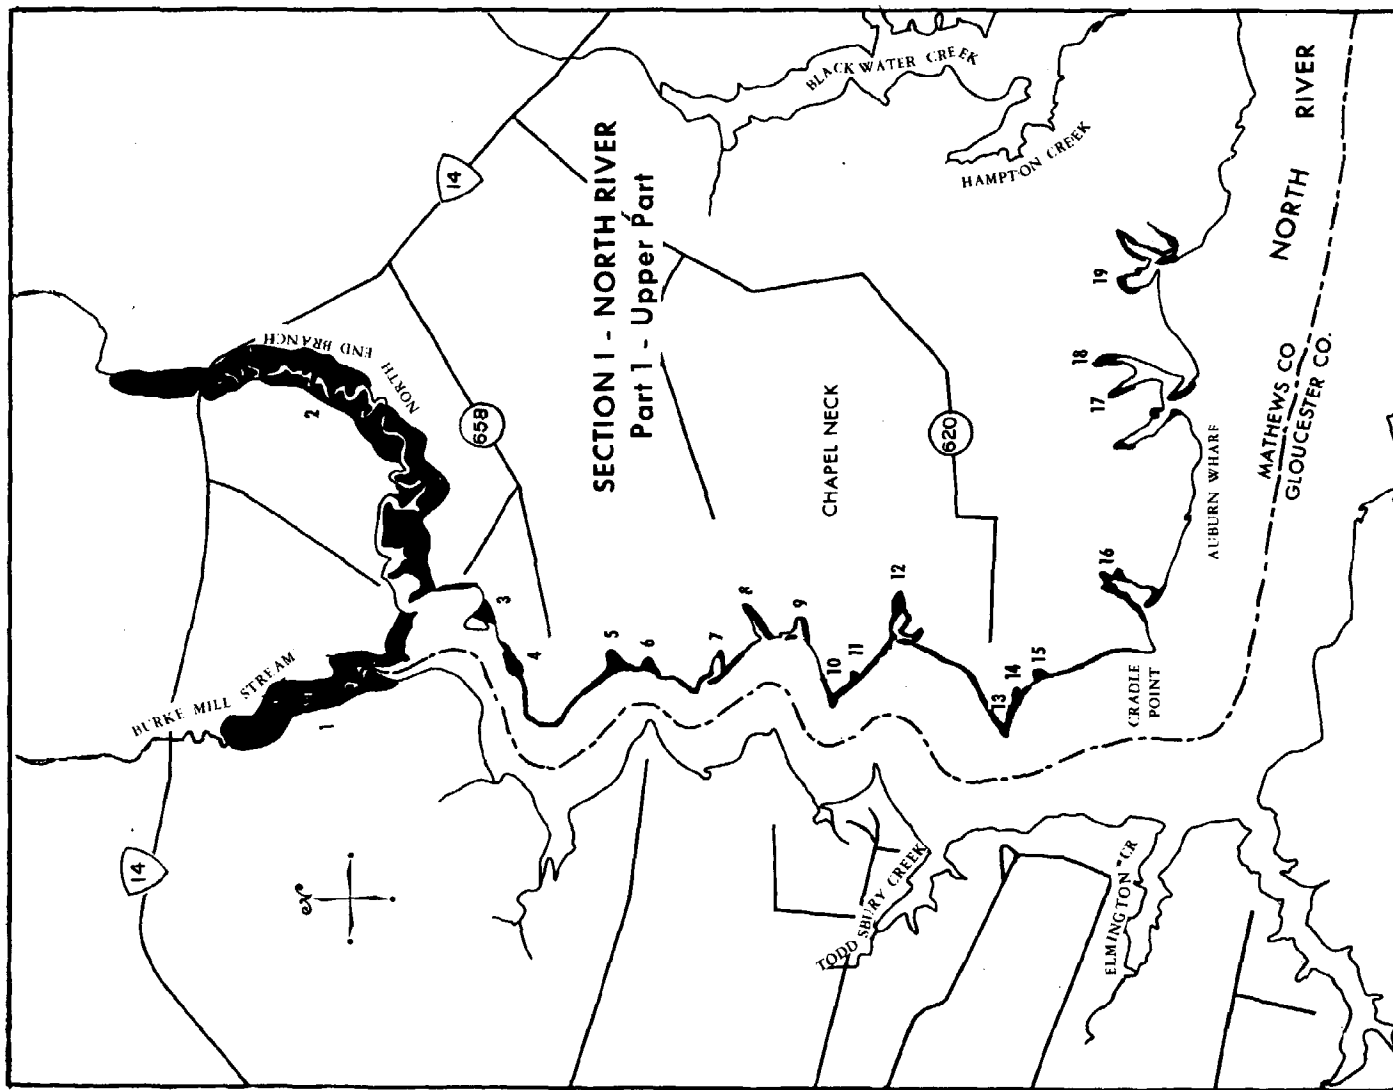 SECTION I - NORTH RIVER
Part 1 - Upper Part
BURKE MILL STREAM
NORTH END BRANCH
BLACKWATER CREEK
HAMPTON CREEK
CHAPEL NECK
CRADLE
POINT
AUBURN WHARF
NORTH RIVER
MATHEWS CO
GLOUCESTER CO.
TODDSBURY CREEK
ELMINGTON CR
N
14
14
658
620
1
2
3
4
5
6
7
8
9
10
11
12
13
14
15
16
17
18
19